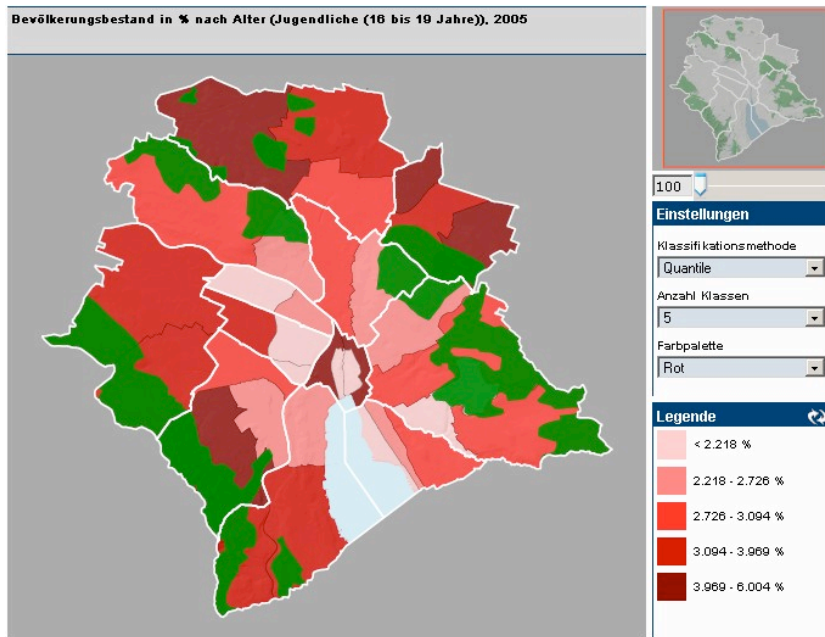 Bevölkerungsbestand in % nach Alter (Jugendliche (16 bis 19 Jahre)), 2005
100
Einstellungen
Klassifikationsmethode
Quantile
Anzahl Klassen
5
Farbpalette
Rot
Legende
< 2.218 %
2.218 - 2.726 %
2.726 - 3.094 %
3.094 - 3.969 %
3.969 - 6.004 %